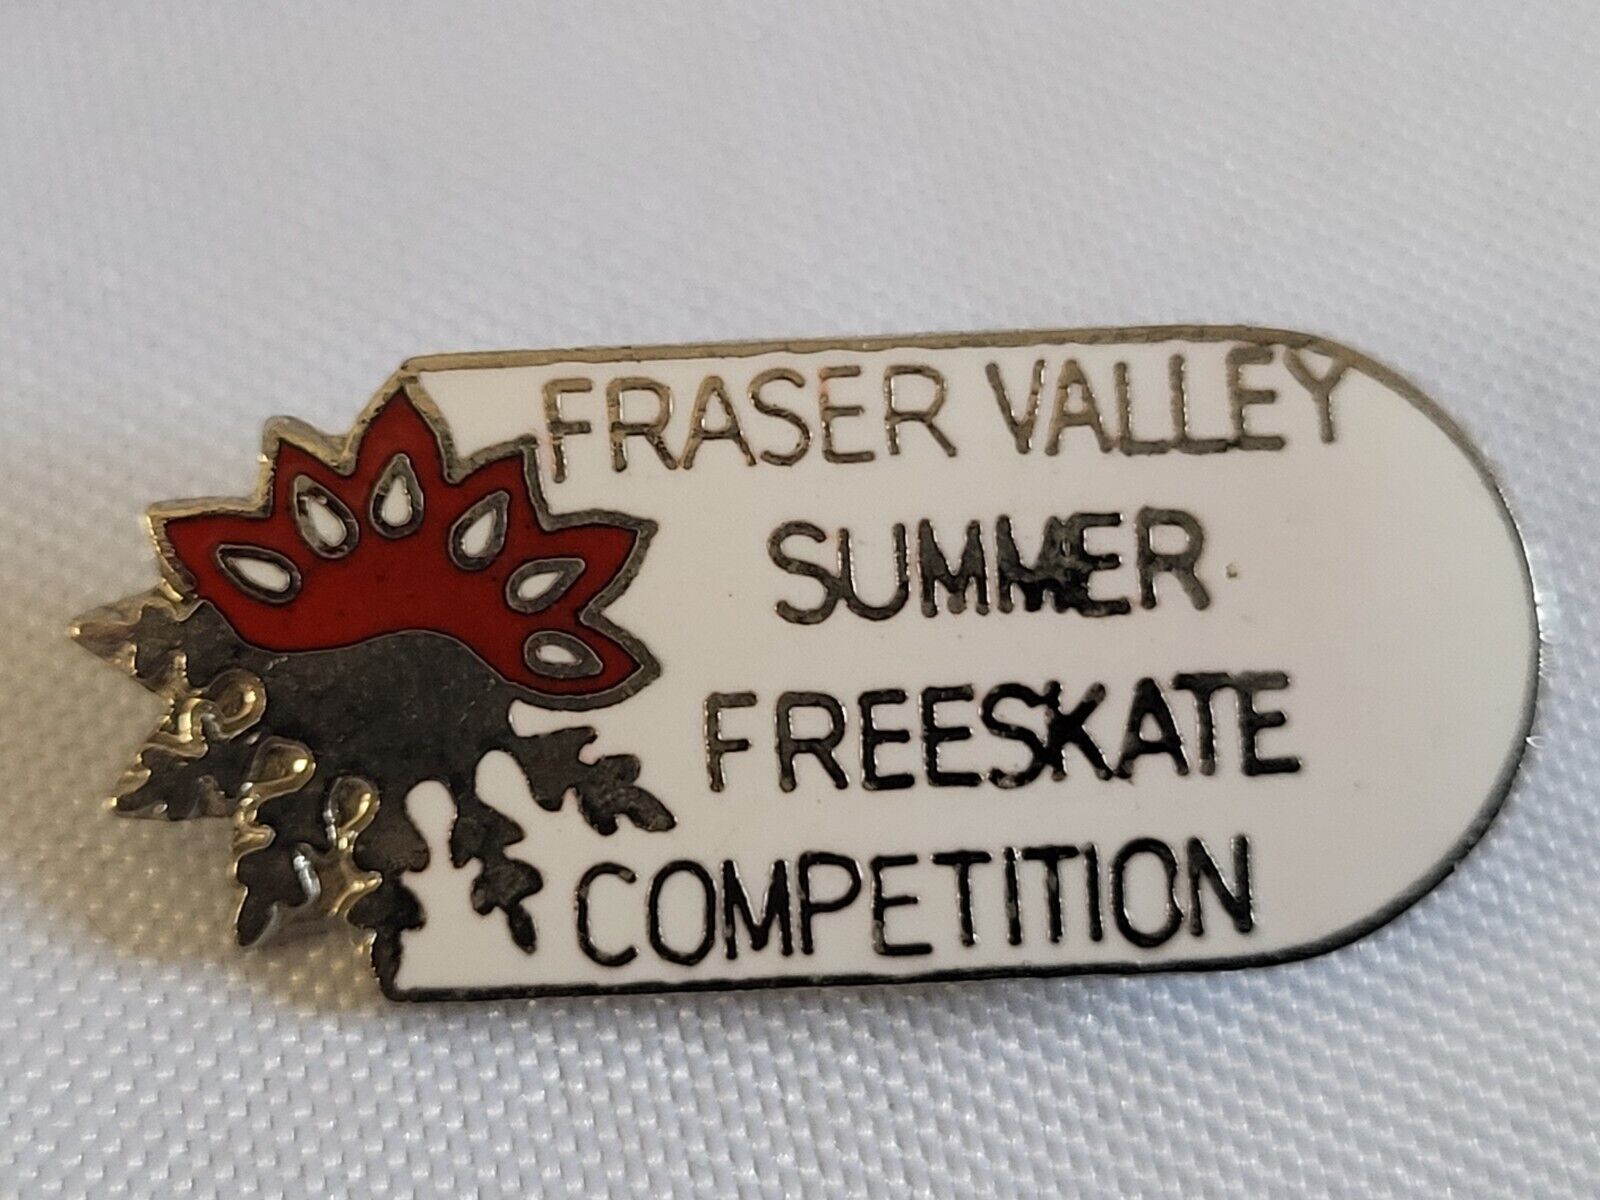 FRASER VALLEY
SUMMER
FREESKATE
COMPETITION